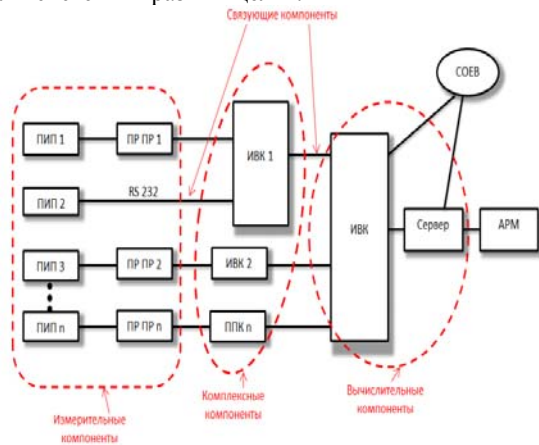 Связующие компоненты
СОЕВ
ПИП 1
ПР ПР 1
ИВК 1
ПИП 2
RS 232
ИВК
Сервер
АРМ
ПИП 3
ПР ПР 2
ИВК 2
ПИП n
ПР ПР n
ППК n
Измерительные
компоненты
Комплексные
компоненты
Вычислительные
компоненты